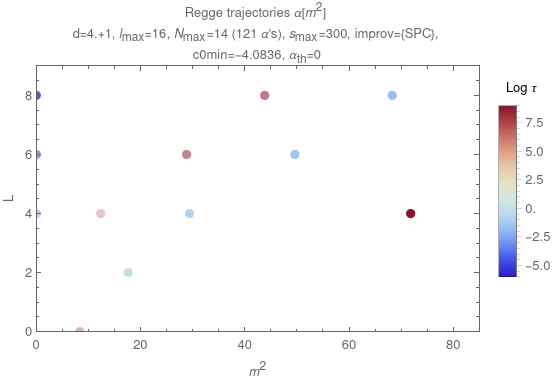 Regge trajectories α[m²]
d=4.+1, lmax=16, Nmax=14 (121 α's), smax=300, improv={SPC},
c0min=−4.0836, αth=0
Log τ
8
6
4
2
0
L
0 20 40 60 80
m²
7.5
5.0
2.5
0.
−2.5
−5.0